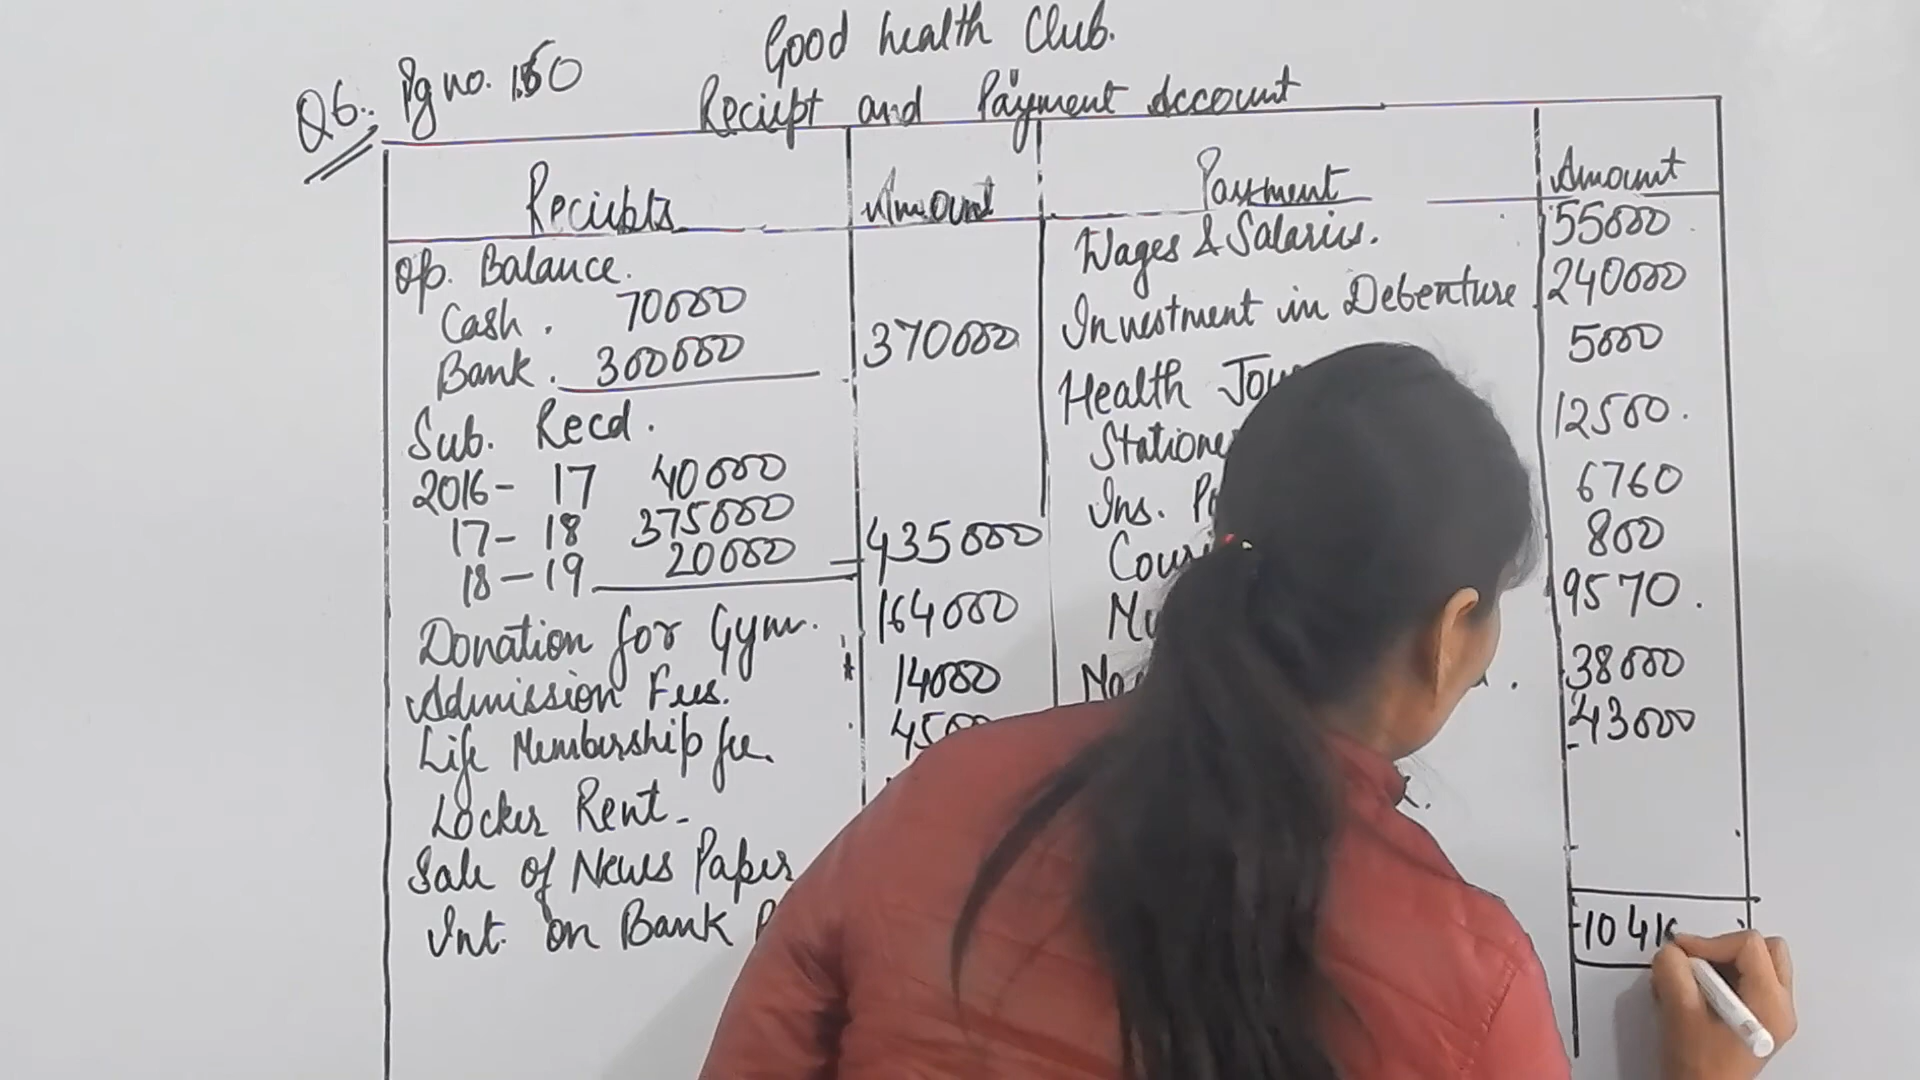 Good health Club.
Q6. Pg no. 1.60
Reciept and Payment Account
Reciepts Amount Payment Amount
Op. Balance.
Cash. 70000
Bank. 300000 370000
Sub. Recd.
2016-17 40000
17-18 375000
18-19 20000 435000
Donation for Gym. 164000
Admission Fees. 14000
Life Membership fee.
Locker Rent-
Sale of News Paper
Int. on Bank
Wages & Salaries. 55000
Investment in Debenture 240000
Health 5000
12500.
Ins. 6760
800
9570.
38000
43000